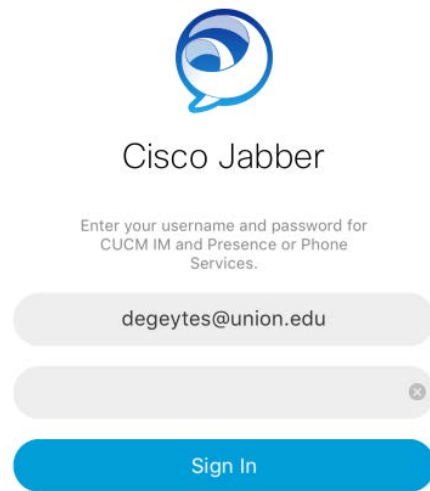 Cisco Jabber
Enter your username and password for
CUCM IM and Presence or Phone
Services.
degeytes@union.edu
Sign In